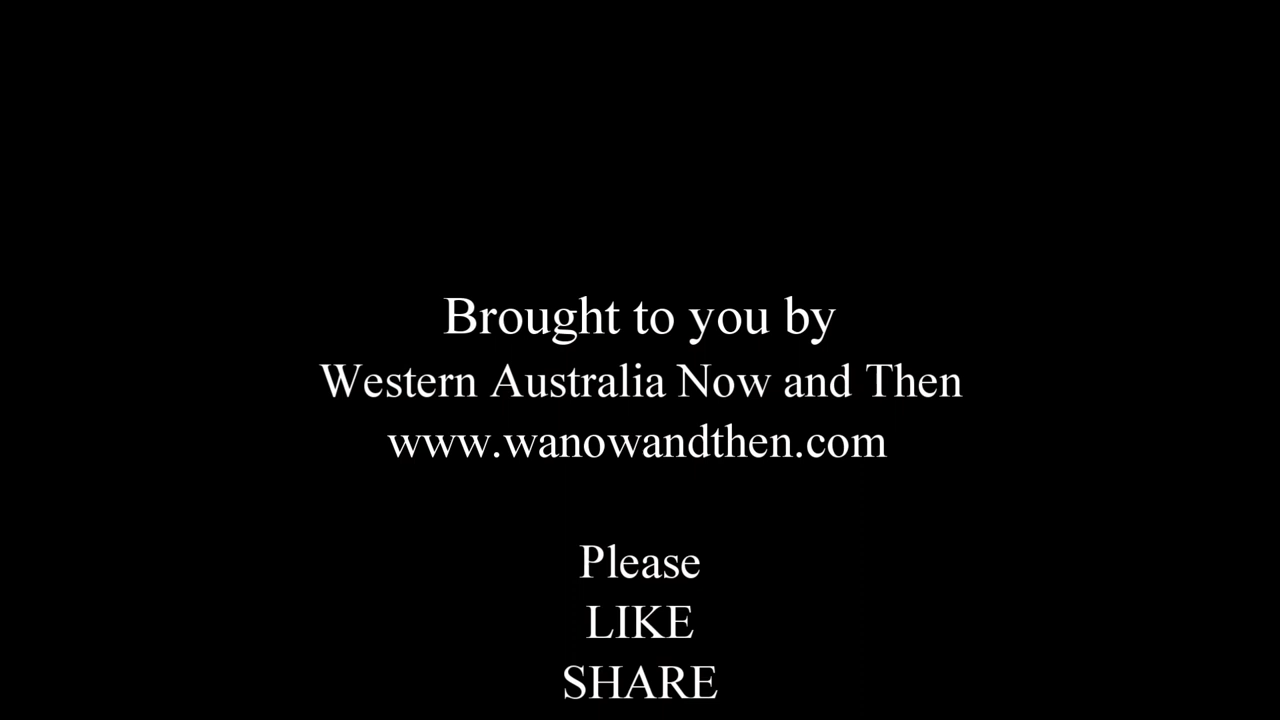 Brought to you by
Western Australia Now and Then
www.wanowandthen.com
Please
LIKE
SHARE